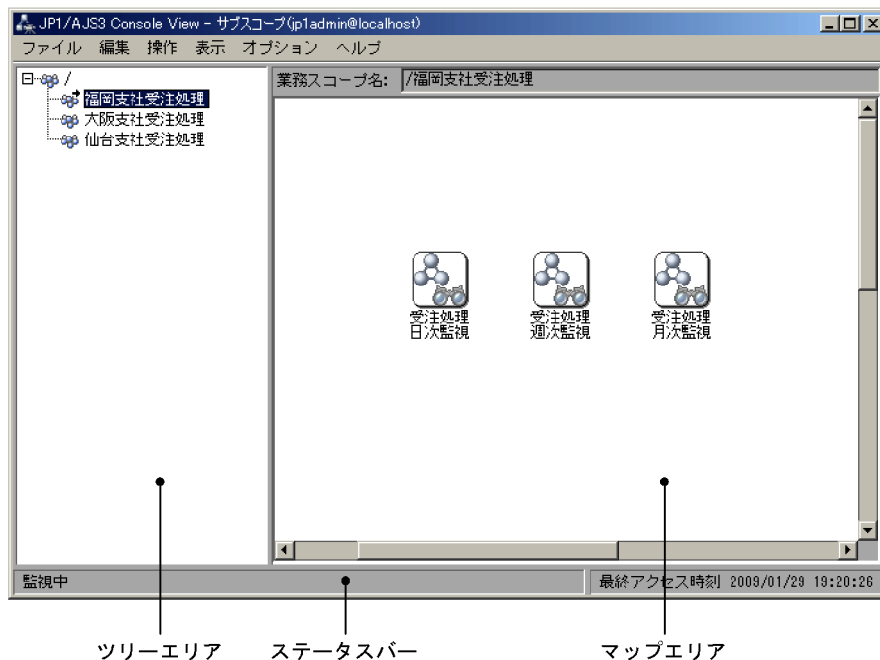 JP1/AJS3 Console View - サブスコープ(jp1admin@localhost)
ファイル 編集 操作 表示 オプション ヘルプ
/
福岡支社受注処理
大阪支社受注処理
仙台支社受注処理
業務スコープ名: /福岡支社受注処理
受注処理
日次監視
受注処理
週次監視
受注処理
月次監視
監視中
最終アクセス時刻 2009/01/29 19:20:26
ツリーエリア ステータスバー マップエリア